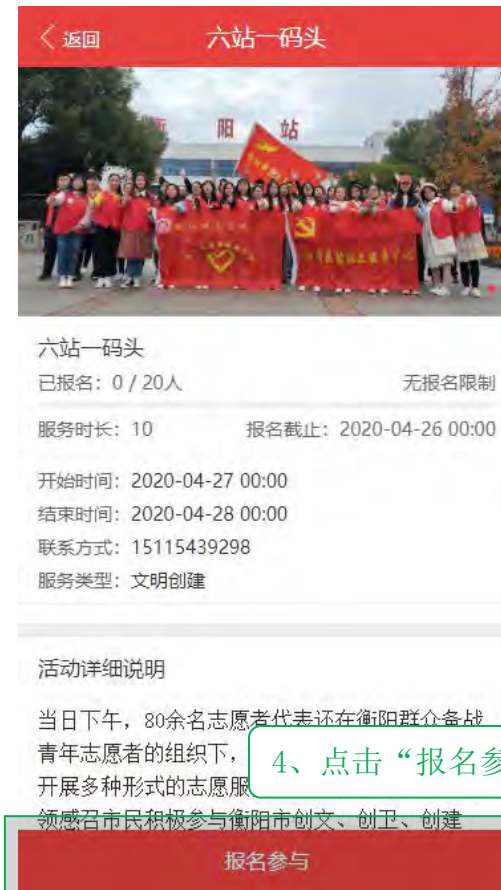 返回
六站一码头
衡阳站
六站一码头
已报名：0 / 20人 无报名限制
服务时长：10 报名截止：2020-04-26 00:00
开始时间：2020-04-27 00:00
结束时间：2020-04-28 00:00
联系方式：15115439298
服务类型：文明创建
活动详细说明
当日下午，80余名志愿者代表还在衡阳群众备战
青年志愿者的组织下，
开展多种形式的志愿服
4、点击“报名参
领感召市民积极参与衡阳市创文、创卫、创建
报名参与